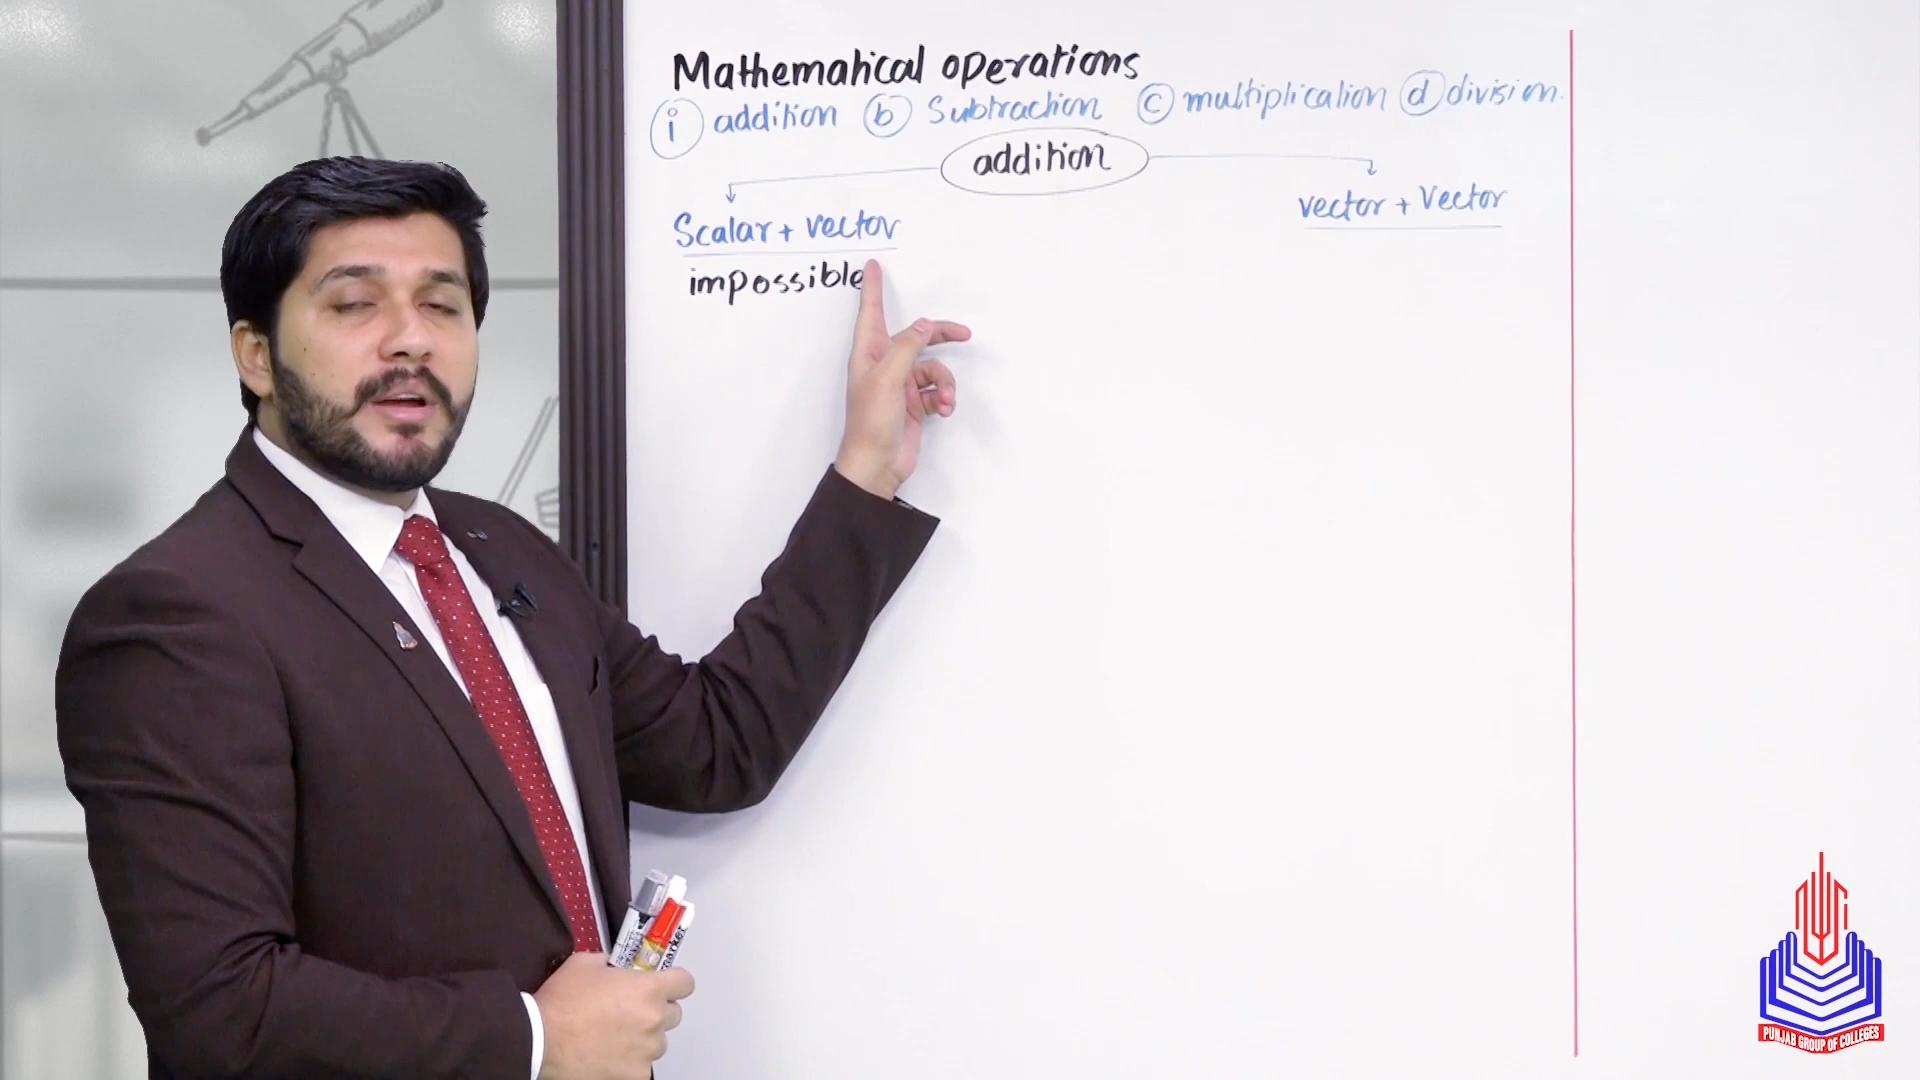 Mathematical operations
i addition b Subtraction c multiplication d division.
addition
Scalar + vector
vector + vector
impossible
PUNJAB GROUP OF COLLEGES